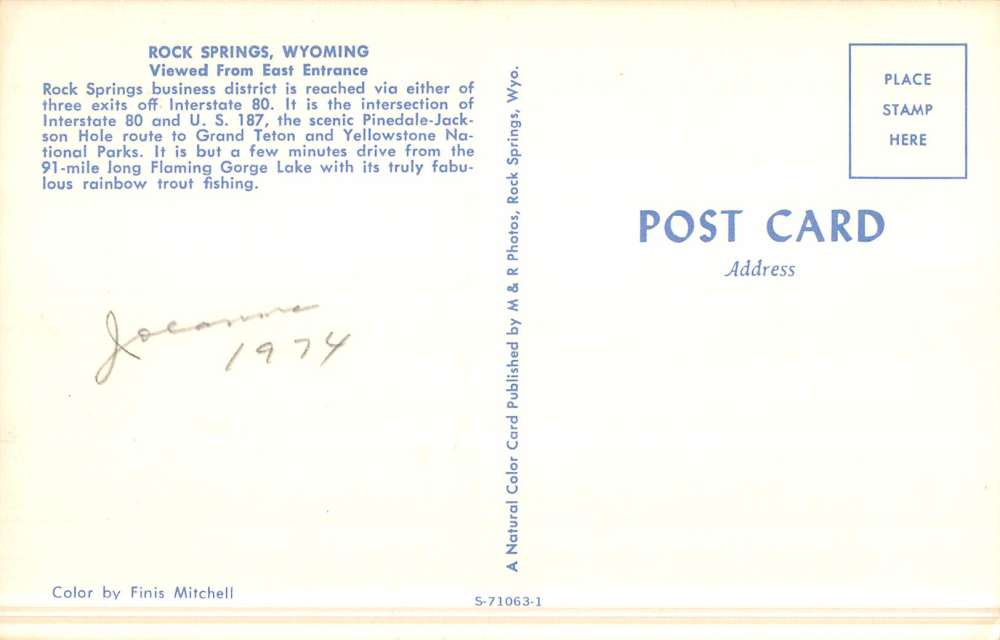 ROCK SPRINGS, WYOMING
Viewed From East Entrance
Rock Springs business district is reached via either of
three exits off Interstate 80. It is the intersection of
Interstate 80 and U. S. 187, the scenic Pinedale-Jack-
son Hole route to Grand Teton and Yellowstone Na-
tional Parks. It is but a few minutes drive from the
91-mile long Flaming Gorge Lake with its truly fabu-
lous rainbow trout fishing.
Joeanne
1974
Color by Finis Mitchell
A Natural Color Card Published by M & R Photos, Rock Springs, Wyo.
S-71063-1
PLACE
STAMP
HERE
POST CARD
Address